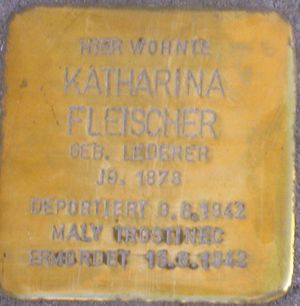 HIER WOHNTE
KATHARINA
FLEISCHER
GEB. LEDERER
JG. 1878
DEPORTIERT 9.6.1942
MALY TROSTINEC
ERMORDET 15.6.1942